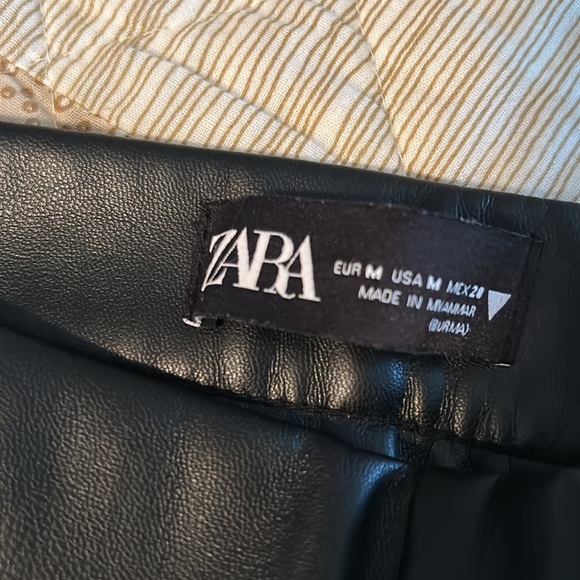 ZARA
EUR M USA M MEX 28
MADE IN MYANMAR
(BURMA)